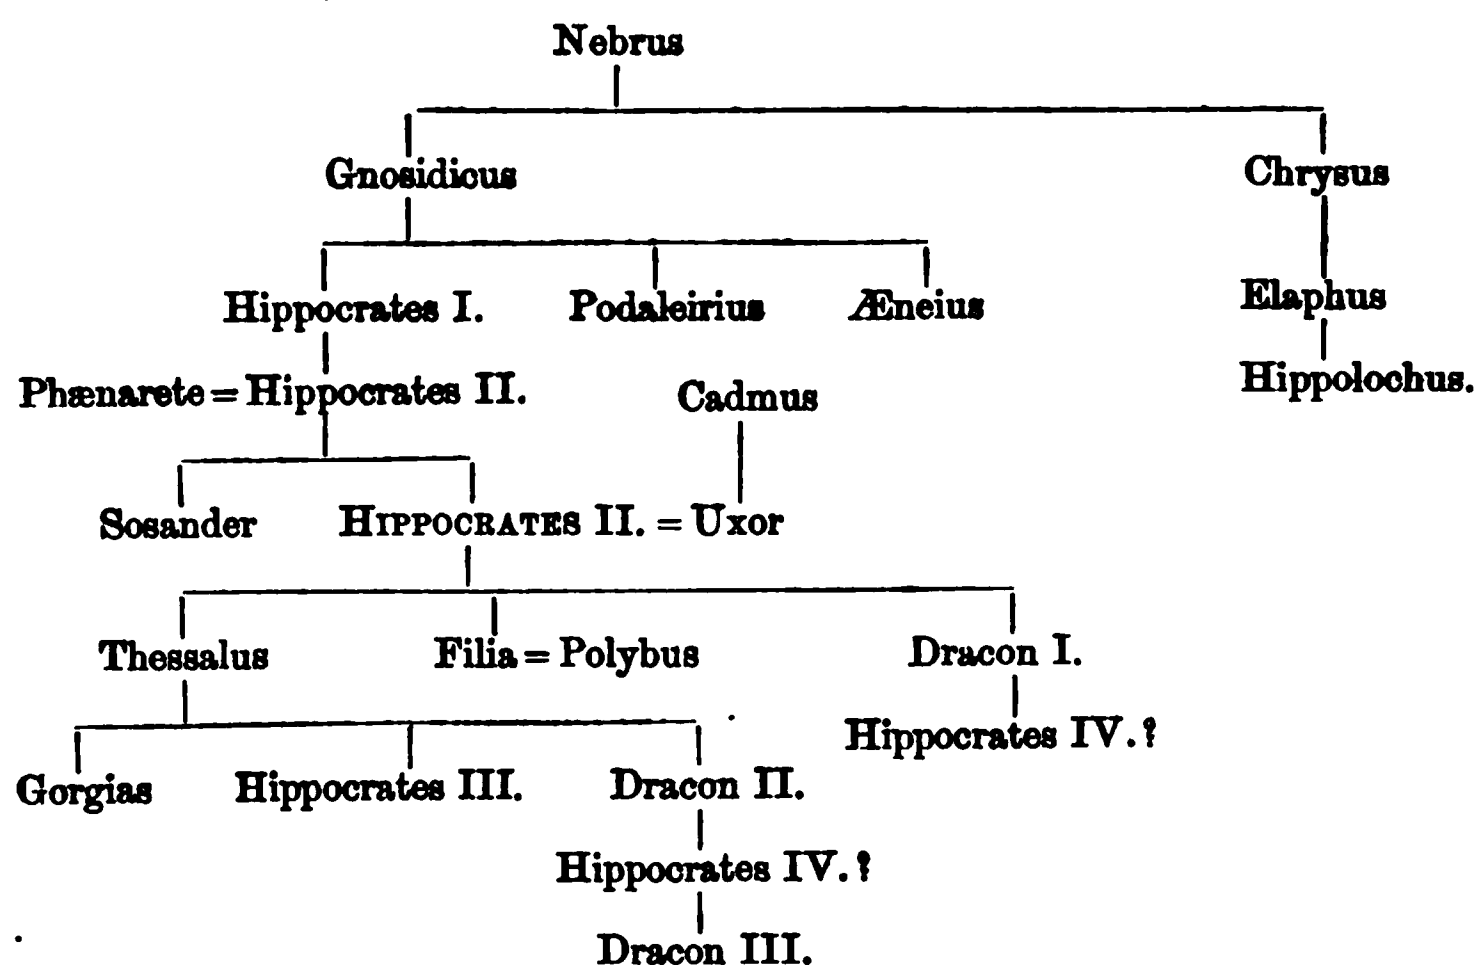 Nebrus
Gnosidicus Chrysus
Hippocrates I. Podaleirius Æneius Elaphus
Phænarete = Hippocrates II. Cadmus Hippolochus.
Sosander HIPPOCRATES II. = Uxor
Thessalus Filia = Polybus Dracon I.
Hippocrates IV.?
Gorgias Hippocrates III. Dracon II.
Hippocrates IV.?
Dracon III.